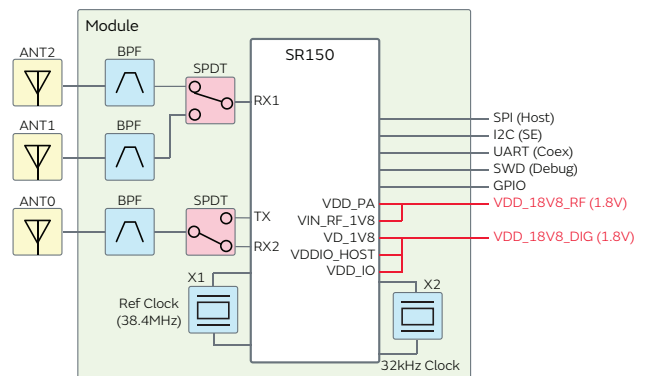 Module
ANT2
BPF
SPDT
SR150
RX1
ANT1
BPF
ANT0
BPF
SPDT
TX
RX2
SPI (Host)
I2C (SE)
UART (Coex)
SWD (Debug)
GPIO
VDD_PA
VDD_18V8_RF (1.8V)
VIN_RF_1V8
VD_1V8
VDD_18V8_DIG (1.8V)
VDDIO_HOST
VDD_IO
X1
Ref Clock
(38.4MHz)
X2
32kHz Clock